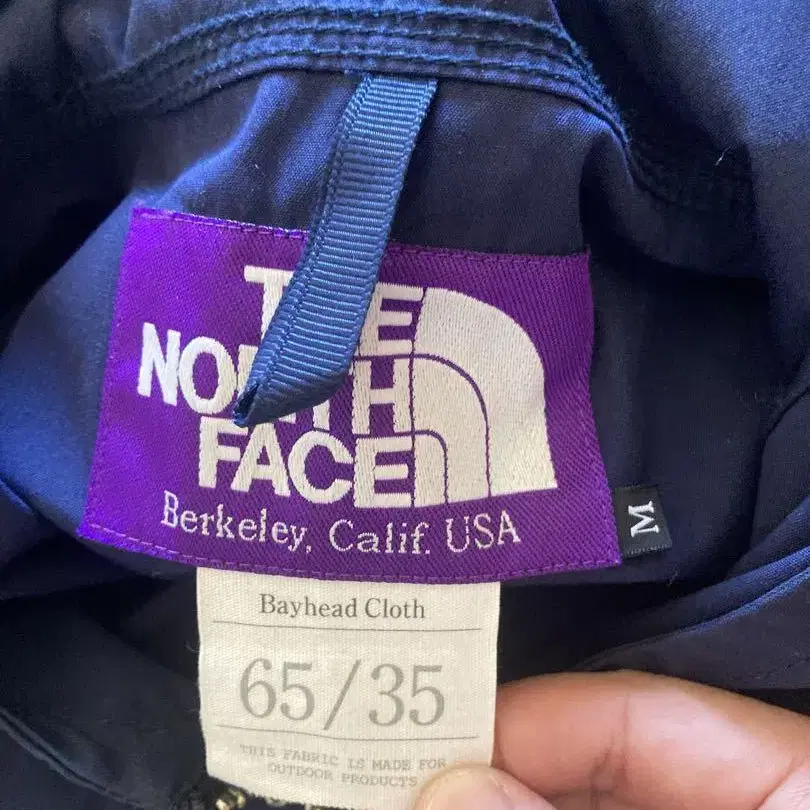 THE
NORTH
FACE
Berkeley, Calif. USA
M
Bayhead Cloth
65/35
THIS FABRIC IS MADE FOR
OUTDOOR PRODUCTS